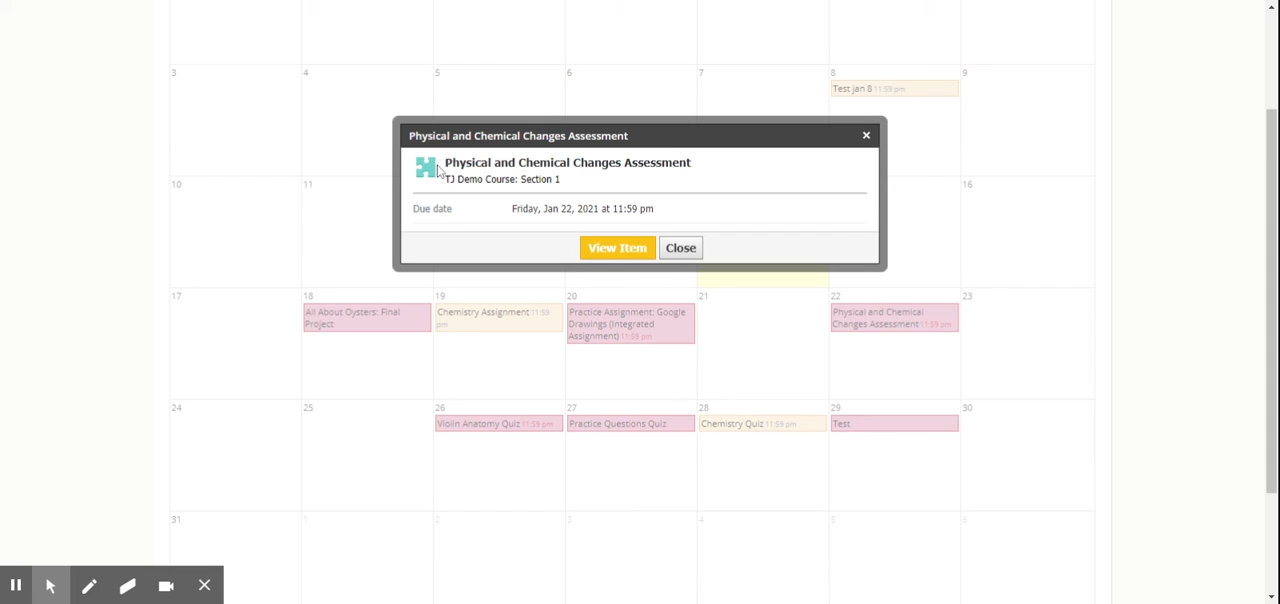 3
4
5
6
7
8
9
Test jan 8 11:59 pm
Physical and Chemical Changes Assessment
×
Physical and Chemical Changes Assessment
TJ Demo Course: Section 1
Due date
Friday, Jan 22, 2021 at 11:59 pm
View Item
Close
10
11
16
17
18
19
20
21
22
23
All About Oysters: Final
Project
Chemistry Assignment 11:59
pm
Practice Assignment: Google
Drawings (Integrated
Assignment) 11:59 pm
Physical and Chemical
Changes Assessment 11:59 pm
24
25
26
27
28
29
30
Violin Anatomy Quiz 11:59 pm
Practice Questions Quiz
Chemistry Quiz 11:59 pm
Test
31
1
2
3
4
5
6